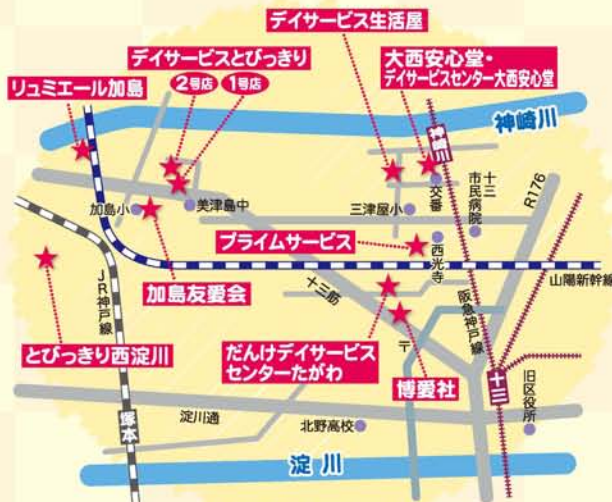 デイサービス生活屋
デイサービスとびっきり
2号店 1号店
大西安心堂・
デイサービスセンター大西安心堂
リュミエール加島
神崎川
神崎川
交番
十三
市民病院
R176
加島小
美津島中
三津屋小
プライムサービス
西光寺
山陽新幹線
JR神戸線
加島友愛会
十三筋
阪急神戸線
とびっきり西淀川
だんけデイサービス
センターたがわ
〒
博愛社
十三
旧区役所
塚本
淀川通
北野高校
淀川